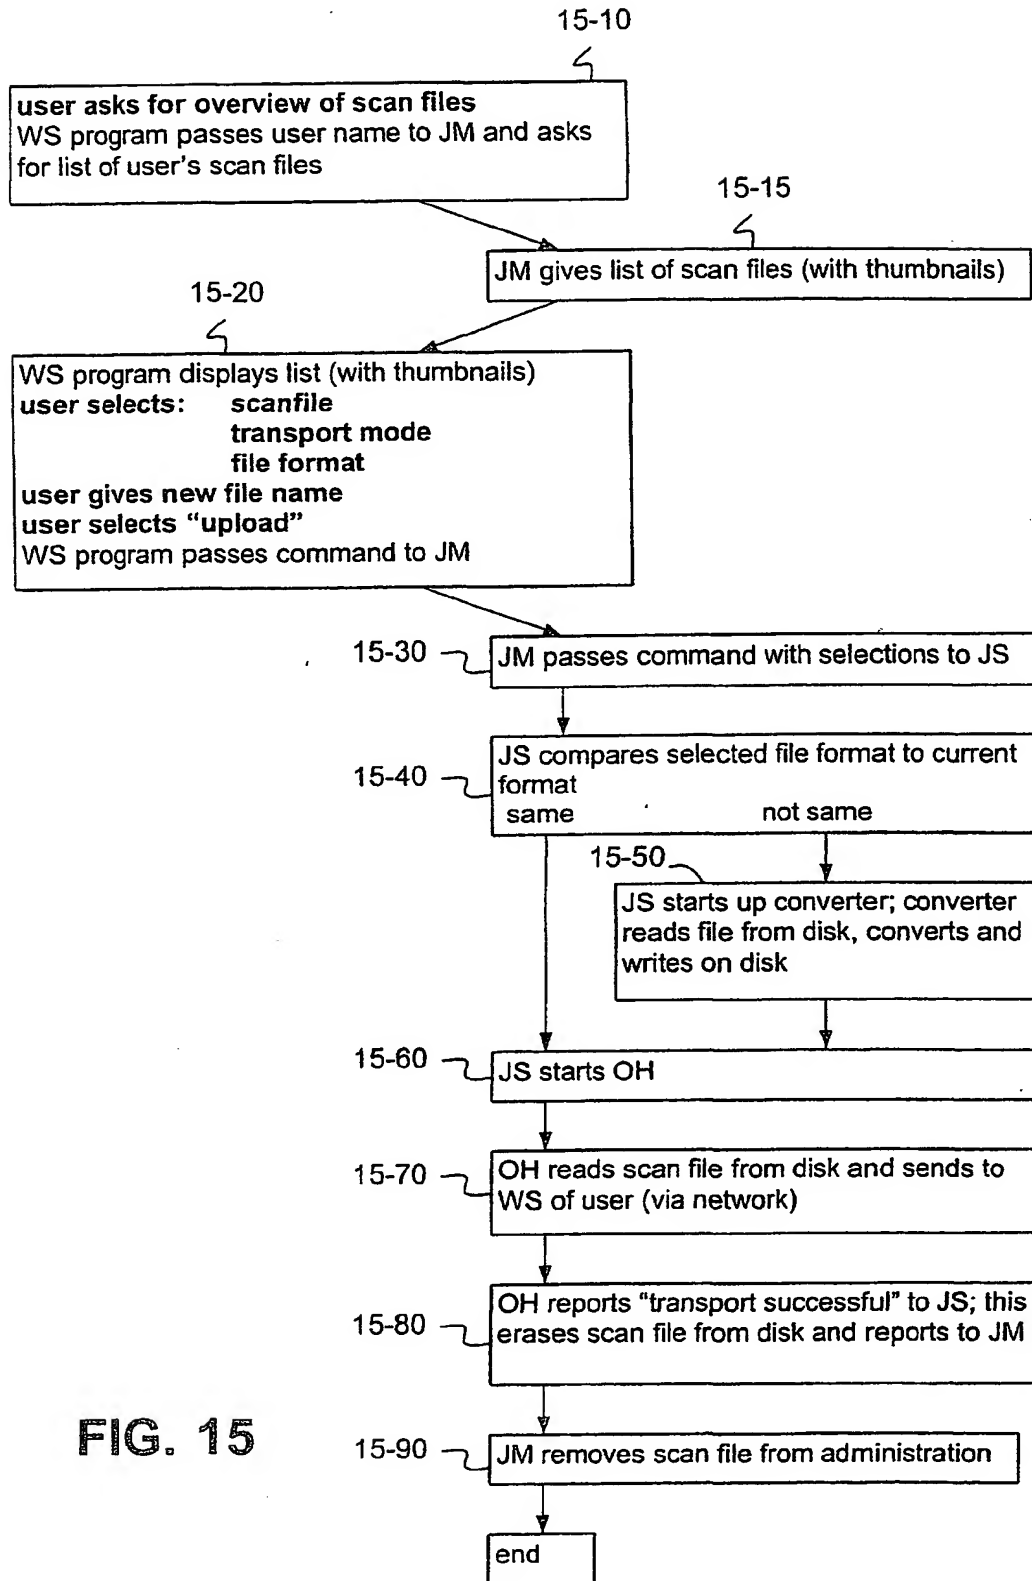 15-10
user asks for overview of scan files
WS program passes user name to JM and asks
for list of user's scan files
15-15
JM gives list of scan files (with thumbnails)
15-20
WS program displays list (with thumbnails)
user selects: scanfile
transport mode
file format
user gives new file name
user selects “upload”
WS program passes command to JM
15-30
JM passes command with selections to JS
15-40
JS compares selected file format to current
format
same not same
15-50
JS starts up converter; converter
reads file from disk, converts and
writes on disk
15-60
JS starts OH
15-70
OH reads scan file from disk and sends to
WS of user (via network)
15-80
OH reports “transport successful” to JS; this
erases scan file from disk and reports to JM
FIG. 15
15-90
JM removes scan file from administration
end